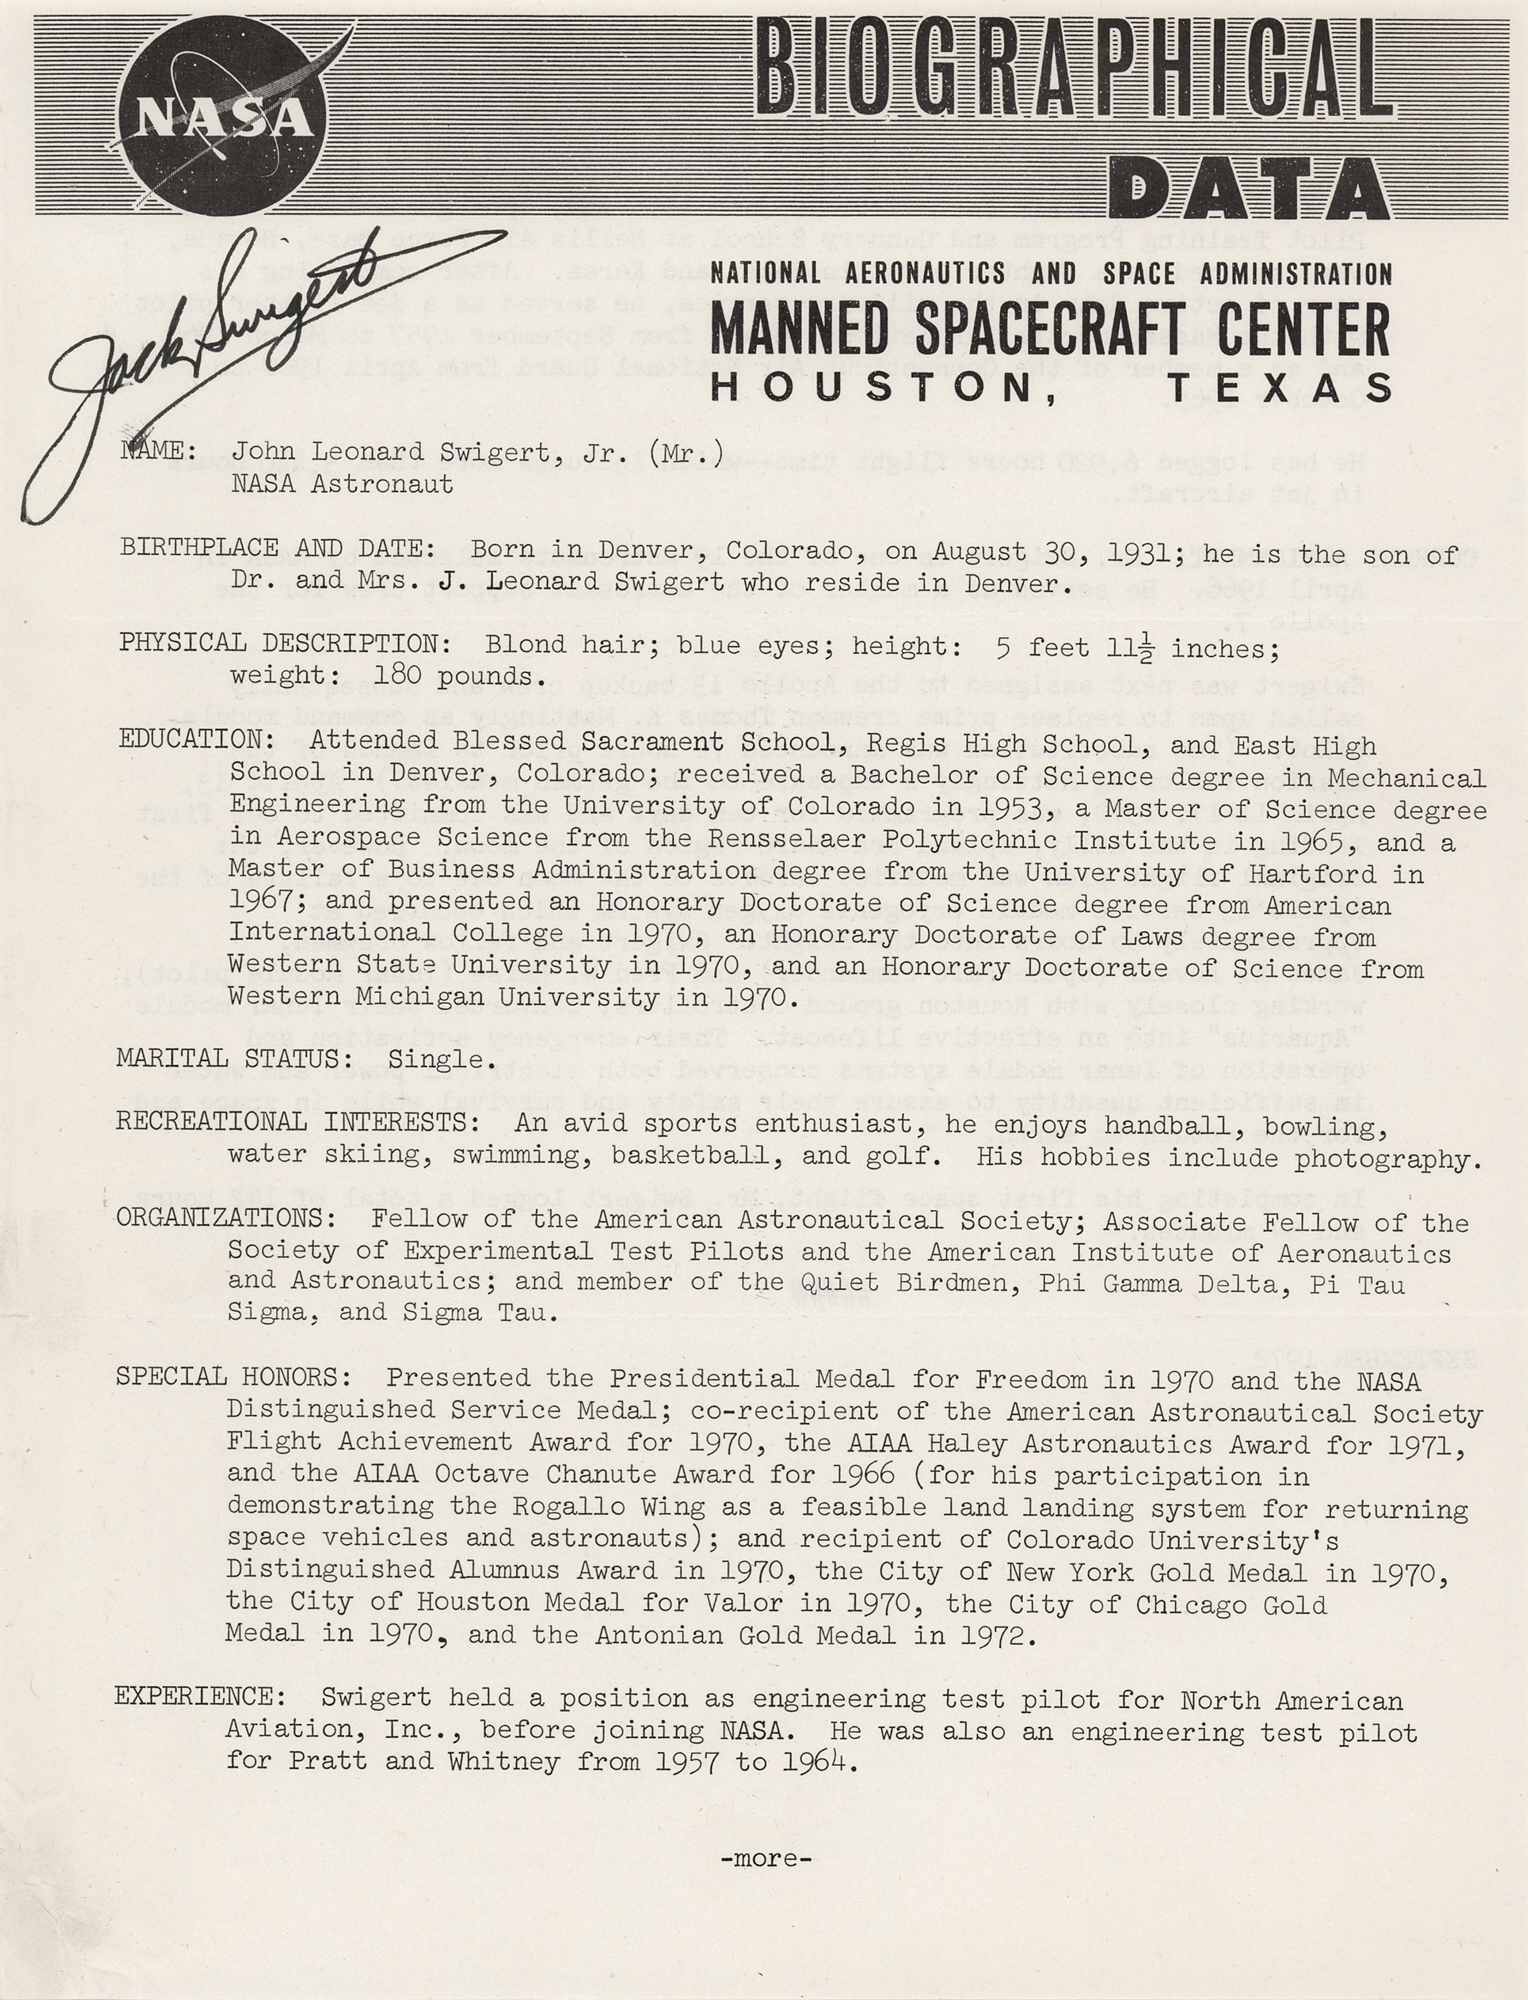 NASA
BIOGRAPHICAL
DATA
Jack Swigert
NATIONAL AERONAUTICS AND SPACE ADMINISTRATION
MANNED SPACECRAFT CENTER
HOUSTON, TEXAS
NAME: John Leonard Swigert, Jr. (Mr.)
NASA Astronaut
BIRTHPLACE AND DATE: Born in Denver, Colorado, on August 30, 1931; he is the son of
Dr. and Mrs. J. Leonard Swigert who reside in Denver.
PHYSICAL DESCRIPTION: Blond hair; blue eyes; height: 5 feet 11½ inches;
weight: 180 pounds.
EDUCATION: Attended Blessed Sacrament School, Regis High School, and East High
School in Denver, Colorado; received a Bachelor of Science degree in Mechanical
Engineering from the University of Colorado in 1953, a Master of Science degree
in Aerospace Science from the Rensselaer Polytechnic Institute in 1965, and a
Master of Business Administration degree from the University of Hartford in
1967; and presented an Honorary Doctorate of Science degree from American
International College in 1970, an Honorary Doctorate of Laws degree from
Western State University in 1970, and an Honorary Doctorate of Science from
Western Michigan University in 1970.
MARITAL STATUS: Single.
RECREATIONAL INTERESTS: An avid sports enthusiast, he enjoys handball, bowling,
water skiing, swimming, basketball, and golf. His hobbies include photography.
ORGANIZATIONS: Fellow of the American Astronautical Society; Associate Fellow of the
Society of Experimental Test Pilots and the American Institute of Aeronautics
and Astronautics; and member of the Quiet Birdmen, Phi Gamma Delta, Pi Tau
Sigma, and Sigma Tau.
SPECIAL HONORS: Presented the Presidential Medal for Freedom in 1970 and the NASA
Distinguished Service Medal; co-recipient of the American Astronautical Society
Flight Achievement Award for 1970, the AIAA Haley Astronautics Award for 1971,
and the AIAA Octave Chanute Award for 1966 (for his participation in
demonstrating the Rogallo Wing as a feasible land landing system for returning
space vehicles and astronauts); and recipient of Colorado University's
Distinguished Alumnus Award in 1970, the City of New York Gold Medal in 1970,
the City of Houston Medal for Valor in 1970, the City of Chicago Gold
Medal in 1970, and the Antonian Gold Medal in 1972.
EXPERIENCE: Swigert held a position as engineering test pilot for North American
Aviation, Inc., before joining NASA. He was also an engineering test pilot
for Pratt and Whitney from 1957 to 1964.
-more-